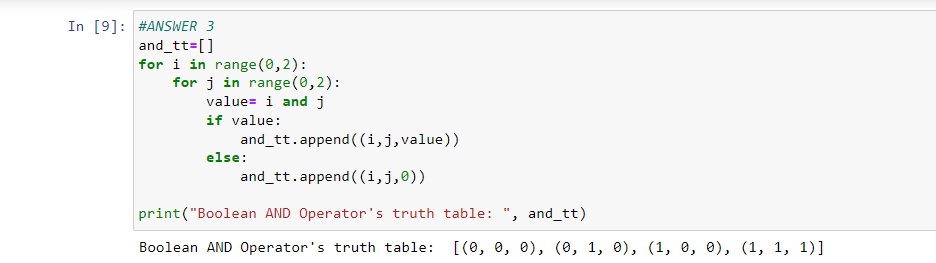 In [9]: #ANSWER 3
and_tt=[]
for i in range(0,2):
    for j in range(0,2):
        value= i and j
        if value:
            and_tt.append((i,j,value))
        else:
            and_tt.append((i,j,0))
print("Boolean AND Operator's truth table: ", and_tt)
Boolean AND Operator's truth table:  [(0, 0, 0), (0, 1, 0), (1, 0, 0), (1, 1, 1)]